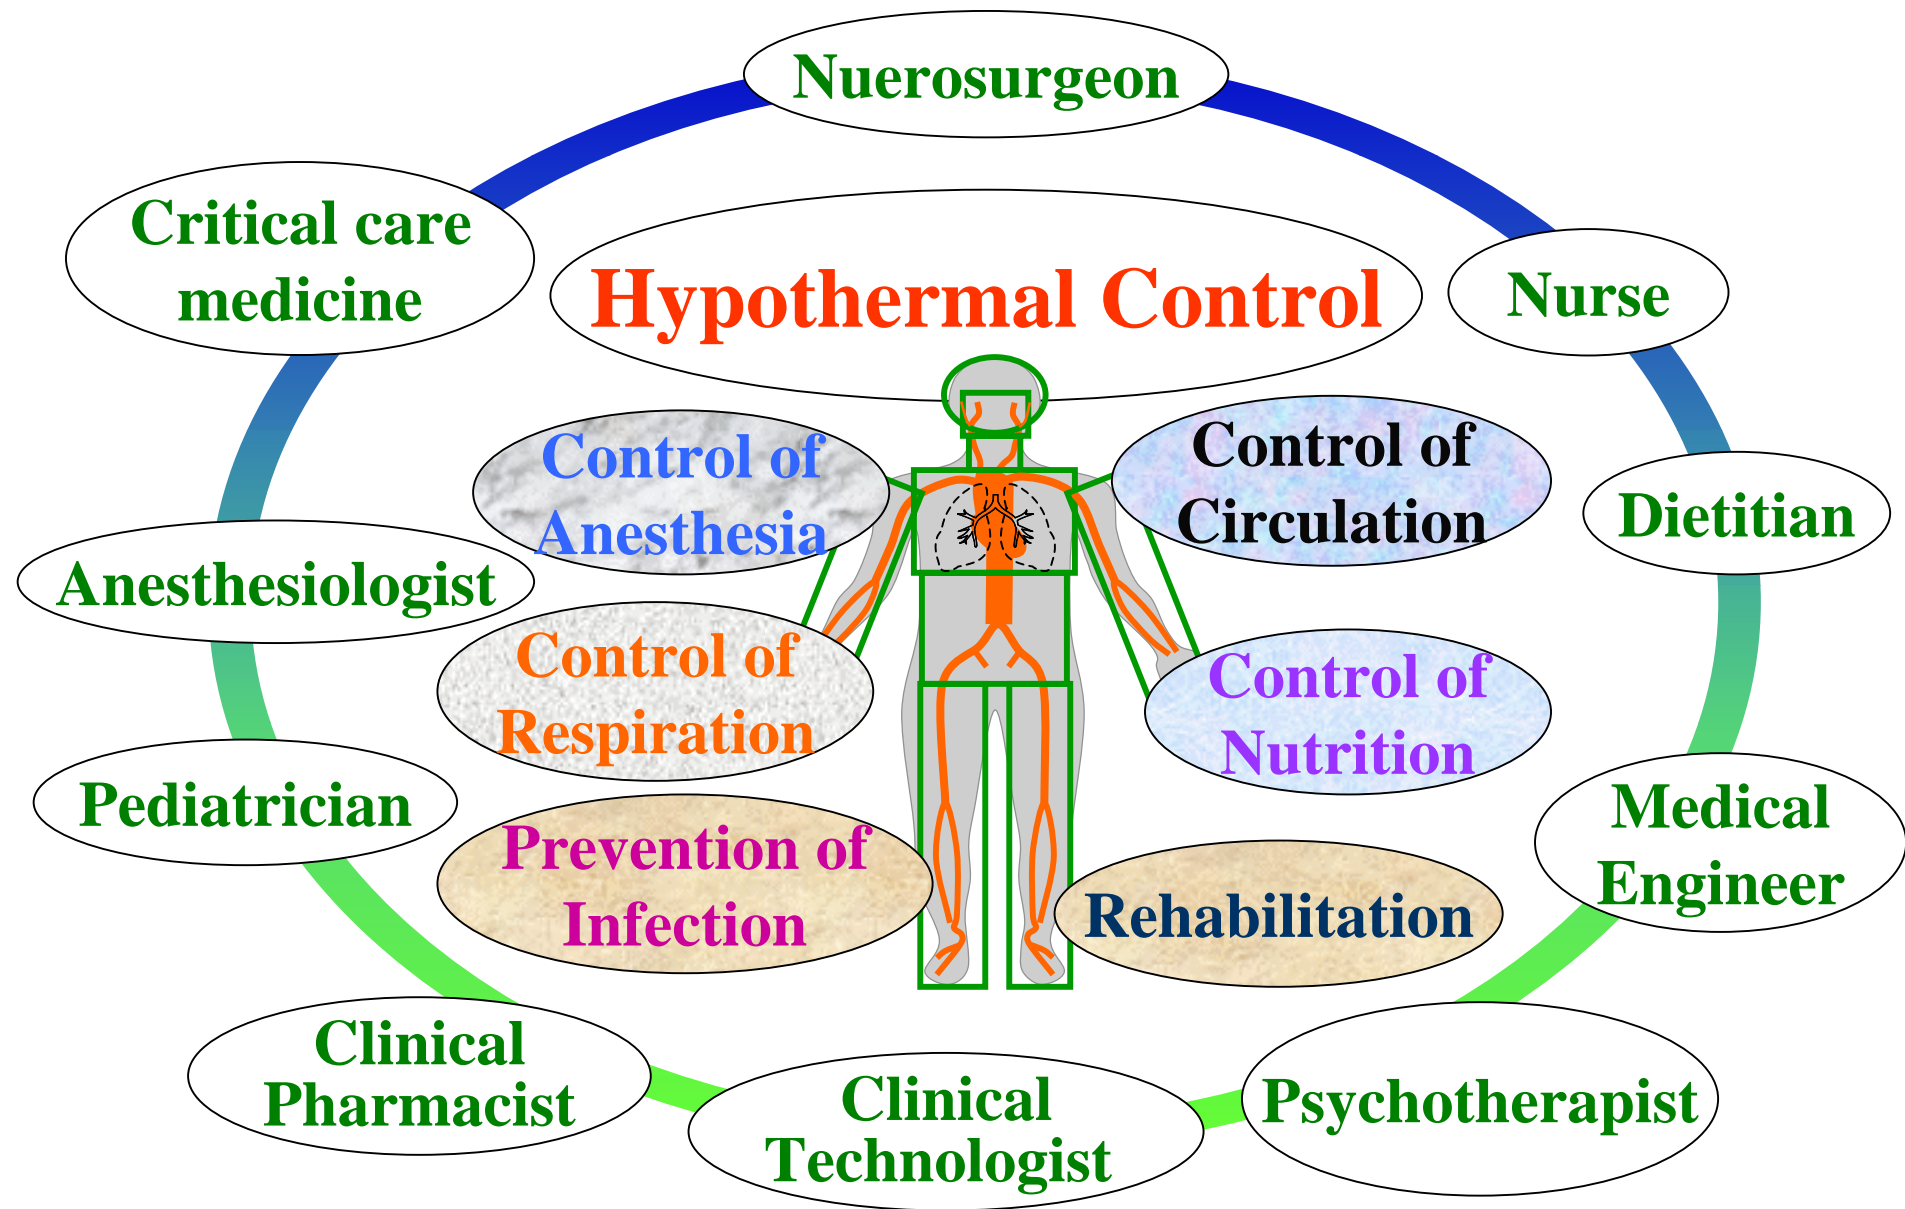 Nuerosurgeon
Critical care
medicine
Hypothermal Control
Nurse
Control of
Anesthesia
Control of
Circulation
Dietitian
Anesthesiologist
Control of
Respiration
Control of
Nutrition
Pediatrician
Medical
Engineer
Prevention of
Infection
Rehabilitation
Clinical
Pharmacist
Clinical
Technologist
Psychotherapist